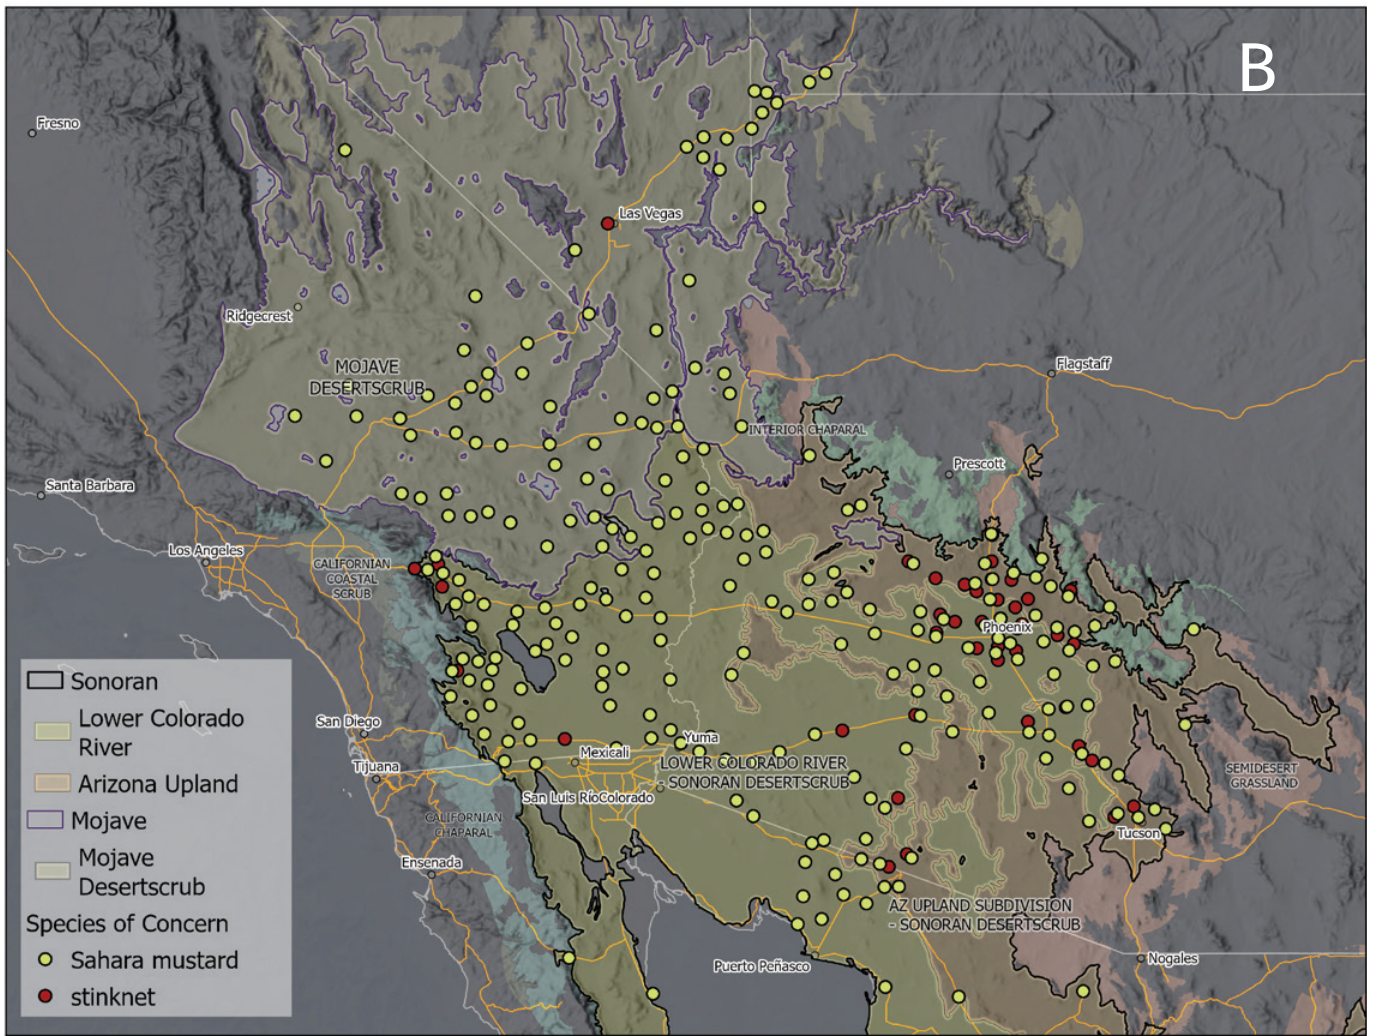 B
Fresno
Las Vegas
Ridgecrest
MOJAVE
DESERTSCRUB
Flagstaff
INTERIOR CHAPARAL
Prescott
Santa Barbara
Los Angeles
CALIFORNIAN
COASTAL
SCRUB
Phoenix
Sonoran
Lower Colorado
River
Arizona Upland
Mojave
Mojave
Desertscrub
Species of Concern
Sahara mustard
stinknet
San Diego
Tijuana
Yuma
Mexicali
LOWER COLORADO RIVER
- SONORAN DESERTSCRUB
San Luis RíoColorado
SEMIDESERT
GRASSLAND
CALIFORNIAN
CHAPARAL
Tucson
Ensenada
AZ UPLAND SUBDIVISION
- SONORAN DESERTSCRUB
Puerto Peñasco
Nogales